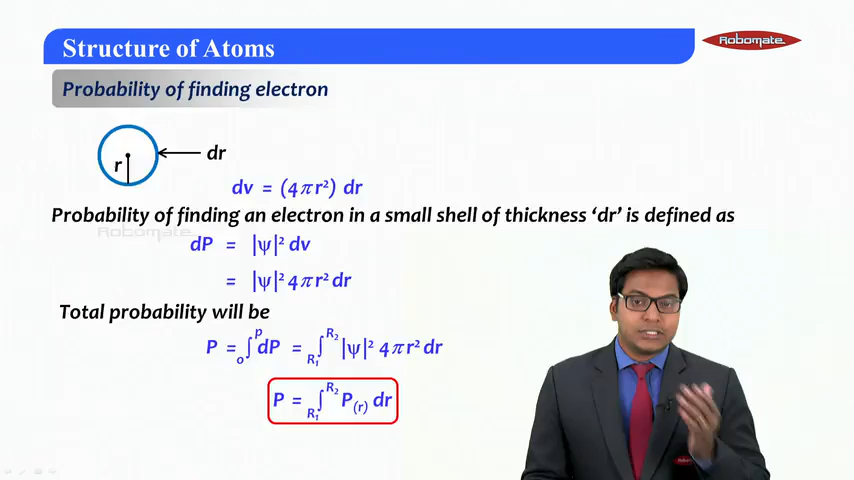 Structure of Atoms
Robomate
Probability of finding electron
r
dr
dv = (4πr²) dr
Probability of finding an electron in a small shell of thickness ‘dr’ is defined as
Robomate
dP = |ψ|² dv
= |ψ|² 4πr² dr
Total probability will be
P = ₀∫ᵖ dP = R₁∫R₂ |ψ|² 4πr² dr
P = R₁∫R₂ P(r) dr